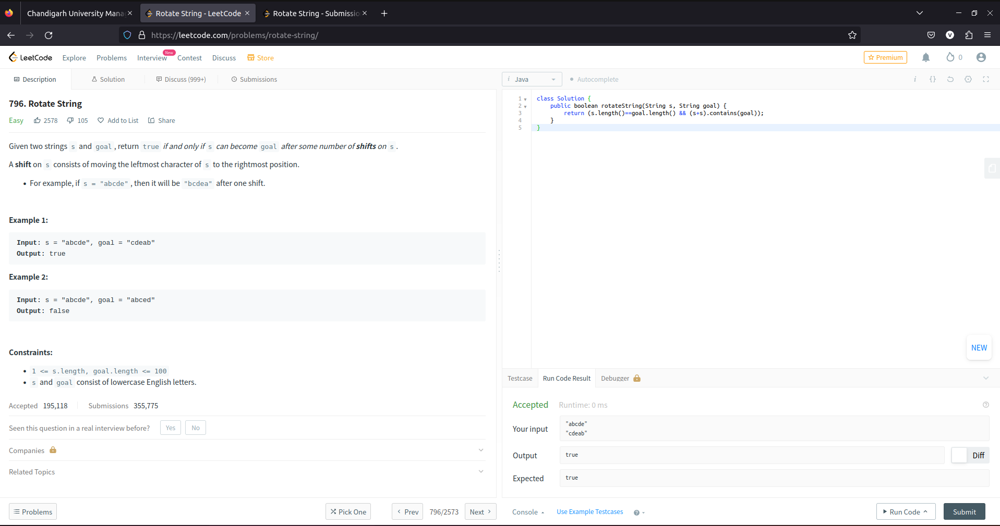 Chandigarh University Mana
Rotate String - LeetCode
Rotate String - Submissio
https://leetcode.com/problems/rotate-string/
V
LeetCode
Explore
Problems
Interview
New
Contest
Discuss
Store
Premium
0
Description
Solution
Discuss (999+)
Submissions
796. Rotate String
Easy 2578 105 Add to List Share
Given two strings s and goal, return true if and only if s can become goal after some number of shifts on s.
A shift on s consists of moving the leftmost character of s to the rightmost position.
• For example, if s = "abcde", then it will be "bcdea" after one shift.
Example 1:
Input: s = "abcde", goal = "cdeab"
Output: true
Example 2:
Input: s = "abcde", goal = "abced"
Output: false
Constraints:
• 1 <= s.length, goal.length <= 100
• s and goal consist of lowercase English letters.
Accepted 195,118 Submissions 355,775
Seen this question in a real interview before? Yes No
Companies
Related Topics
Problems
Pick One
Prev
796/2573
Next
i Java
Autocomplete
i {}
1 class Solution {
2 public boolean rotateString(String s, String goal) {
3 return (s.length()==goal.length() && (s+s).contains(goal));
4 }
5 }
NEW
Testcase
Run Code Result
Debugger
Accepted Runtime: 0 ms
Your input
"abcde"
"cdeab"
Output true Diff
Expected true
Console
Use Example Testcases
?
Run Code
Submit